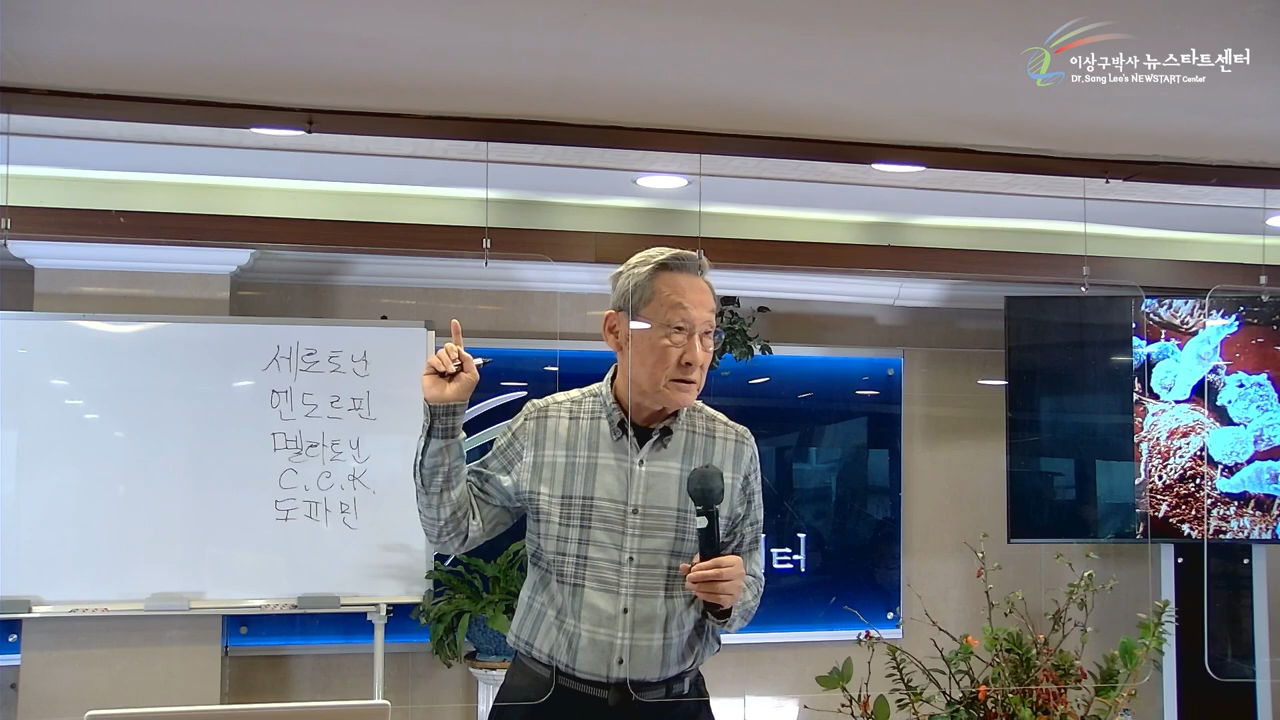 이상구박사 뉴스타트센터
Dr. Sang Lee's NEWSTART Center
세로토닌
엔도르핀
멜라토닌
C.C.K.
도파민
터